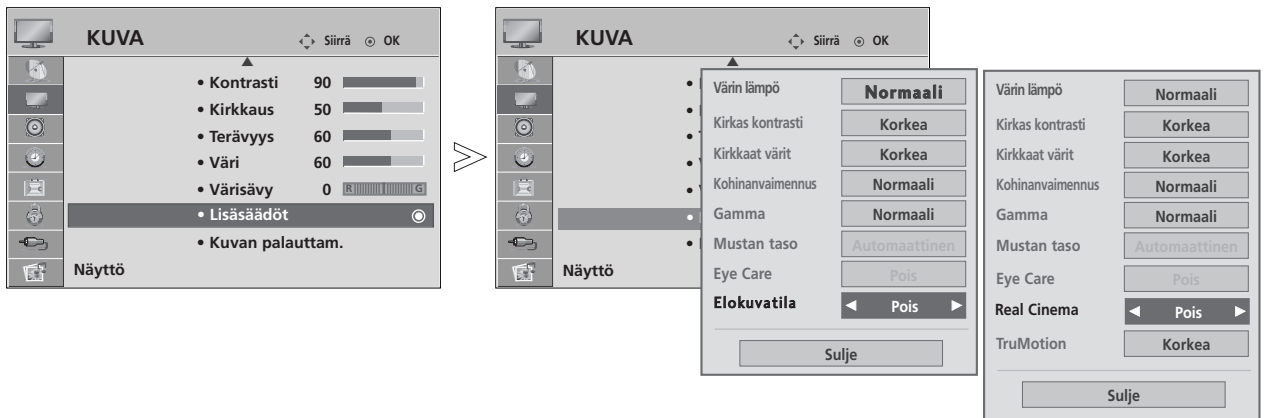 KUVA Siirrä OK
• Kontrasti 90
• Kirkkaus 50
• Terävyys 60
• Väri 60
• Värisävy 0 R G
• Lisäsäädöt
• Kuvan palauttam.
Näyttö
>
KUVA Siirrä OK
Näyttö
Värin lämpö Normaali
Kirkas kontrasti Korkea
Kirkkaat värit Korkea
Kohinanvaimennus Normaali
Gamma Normaali
Mustan taso Automaattinen
Eye Care Pois
Elokuvatila ◄ Pois ►
Sulje
Värin lämpö Normaali
Kirkas kontrasti Korkea
Kirkkaat värit Korkea
Kohinanvaimennus Normaali
Gamma Normaali
Mustan taso Automaattinen
Eye Care Pois
Real Cinema ◄ Pois ►
TruMotion Korkea
Sulje